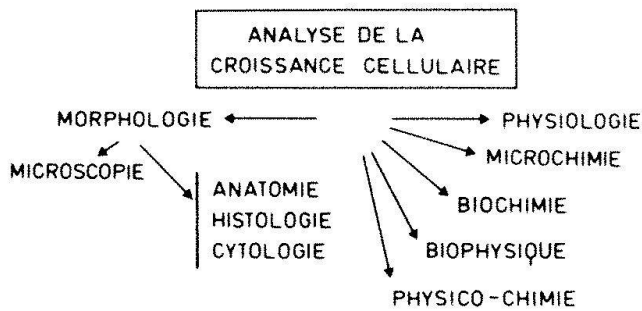 ANALYSE DE LA
CROISSANCE CELLULAIRE
MORPHOLOGIE
PHYSIOLOGIE
MICROSCOPIE
MICROCHIMIE
ANATOMIE
HISTOLOGIE
CYTOLOGIE
BIOCHIMIE
BIOPHYSIQUE
PHYSICO-CHIMIE